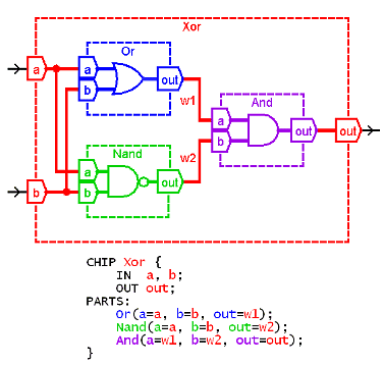 Xor
Or
a
a
out
b
w1
And
a
out
out
b
Nand
w2
a
out
b
b
CHIP Xor {
IN a, b;
OUT out;
PARTS:
Or(a=a, b=b, out=w1);
Nand(a=a, b=b, out=w2);
And(a=w1, b=w2, out=out);
}